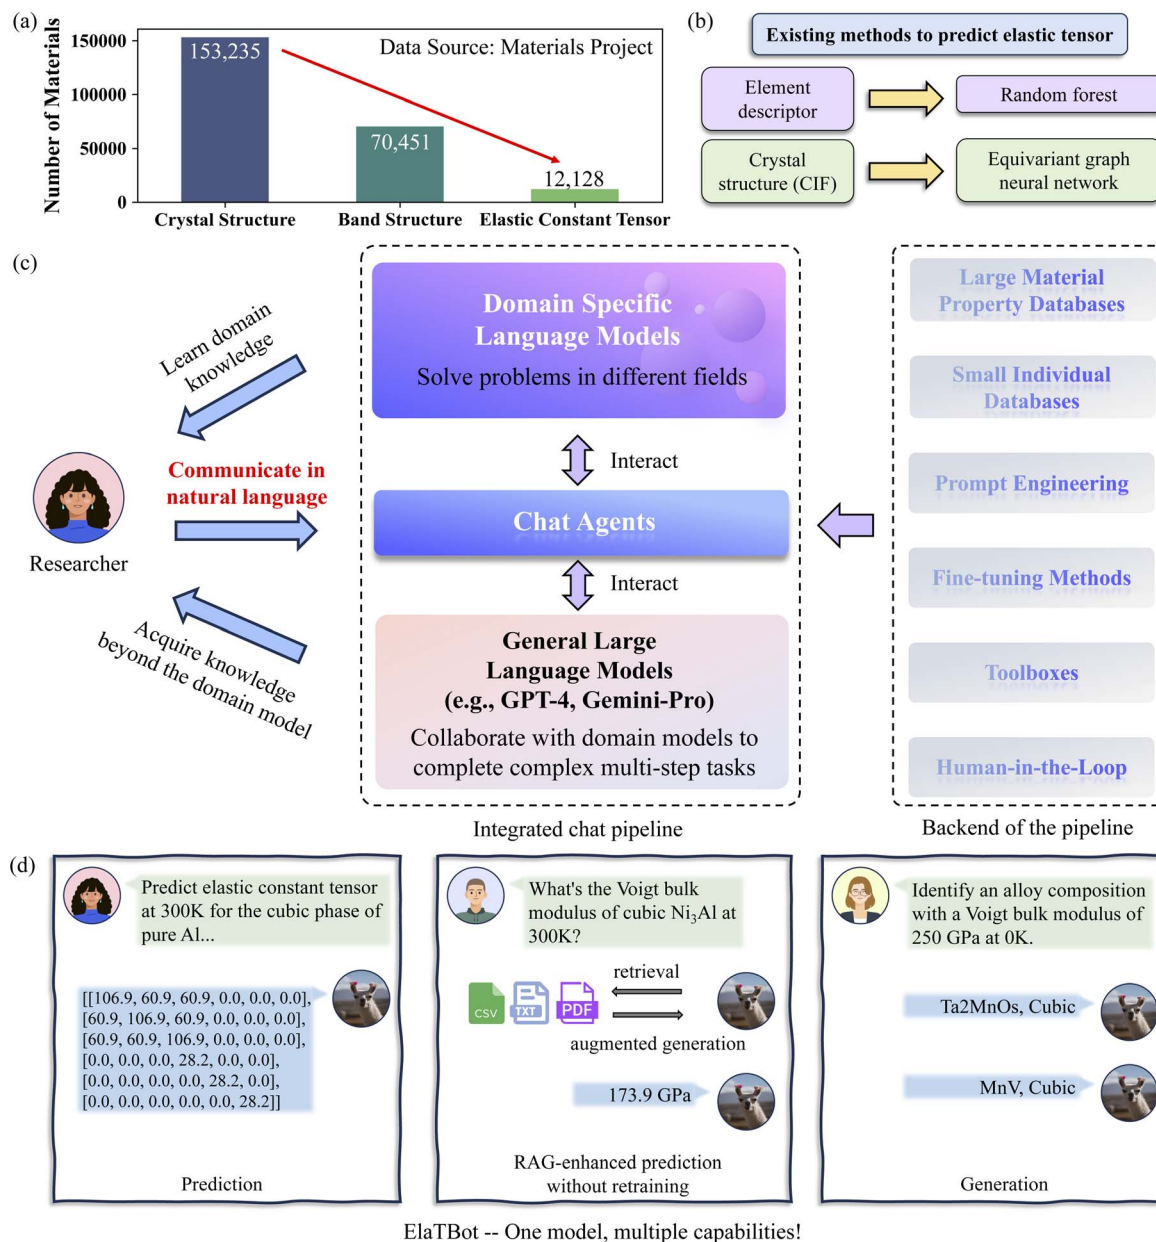 (a)
Number of Materials
150000
100000
50000
0
153,235
70,451
12,128
Data Source: Materials Project
Crystal Structure
Band Structure
Elastic Constant Tensor
(b)
Existing methods to predict elastic tensor
Element
descriptor
Random forest
Crystal
structure (CIF)
Equivariant graph
neural network
(c)
Learn domain
knowledge
Communicate in
natural language
Researcher
Acquire knowledge
beyond the domain model
Domain Specific
Language Models
Solve problems in different fields
Interact
Chat Agents
Interact
General Large
Language Models
(e.g., GPT-4, Gemini-Pro)
Collaborate with domain models to
complete complex multi-step tasks
Integrated chat pipeline
Large Material
Property Databases
Small Individual
Databases
Prompt Engineering
Fine-tuning Methods
Toolboxes
Human-in-the-Loop
Backend of the pipeline
(d)
Predict elastic constant tensor
at 300K for the cubic phase of
pure Al...
[[106.9, 60.9, 60.9, 0.0, 0.0, 0.0],
[60.9, 106.9, 60.9, 0.0, 0.0, 0.0],
[60.9, 60.9, 106.9, 0.0, 0.0, 0.0],
[0.0, 0.0, 0.0, 28.2, 0.0, 0.0],
[0.0, 0.0, 0.0, 0.0, 28.2, 0.0],
[0.0, 0.0, 0.0, 0.0, 0.0, 28.2]]
Prediction
What's the Voigt bulk
modulus of cubic Ni₃Al at
300K?
CSV
TXT
PDF
retrieval
augmented generation
173.9 GPa
RAG-enhanced prediction
without retraining
Identify an alloy composition
with a Voigt bulk modulus of
250 GPa at 0K.
Ta2MnOs, Cubic
MnV, Cubic
Generation
ElaTBot -- One model, multiple capabilities!